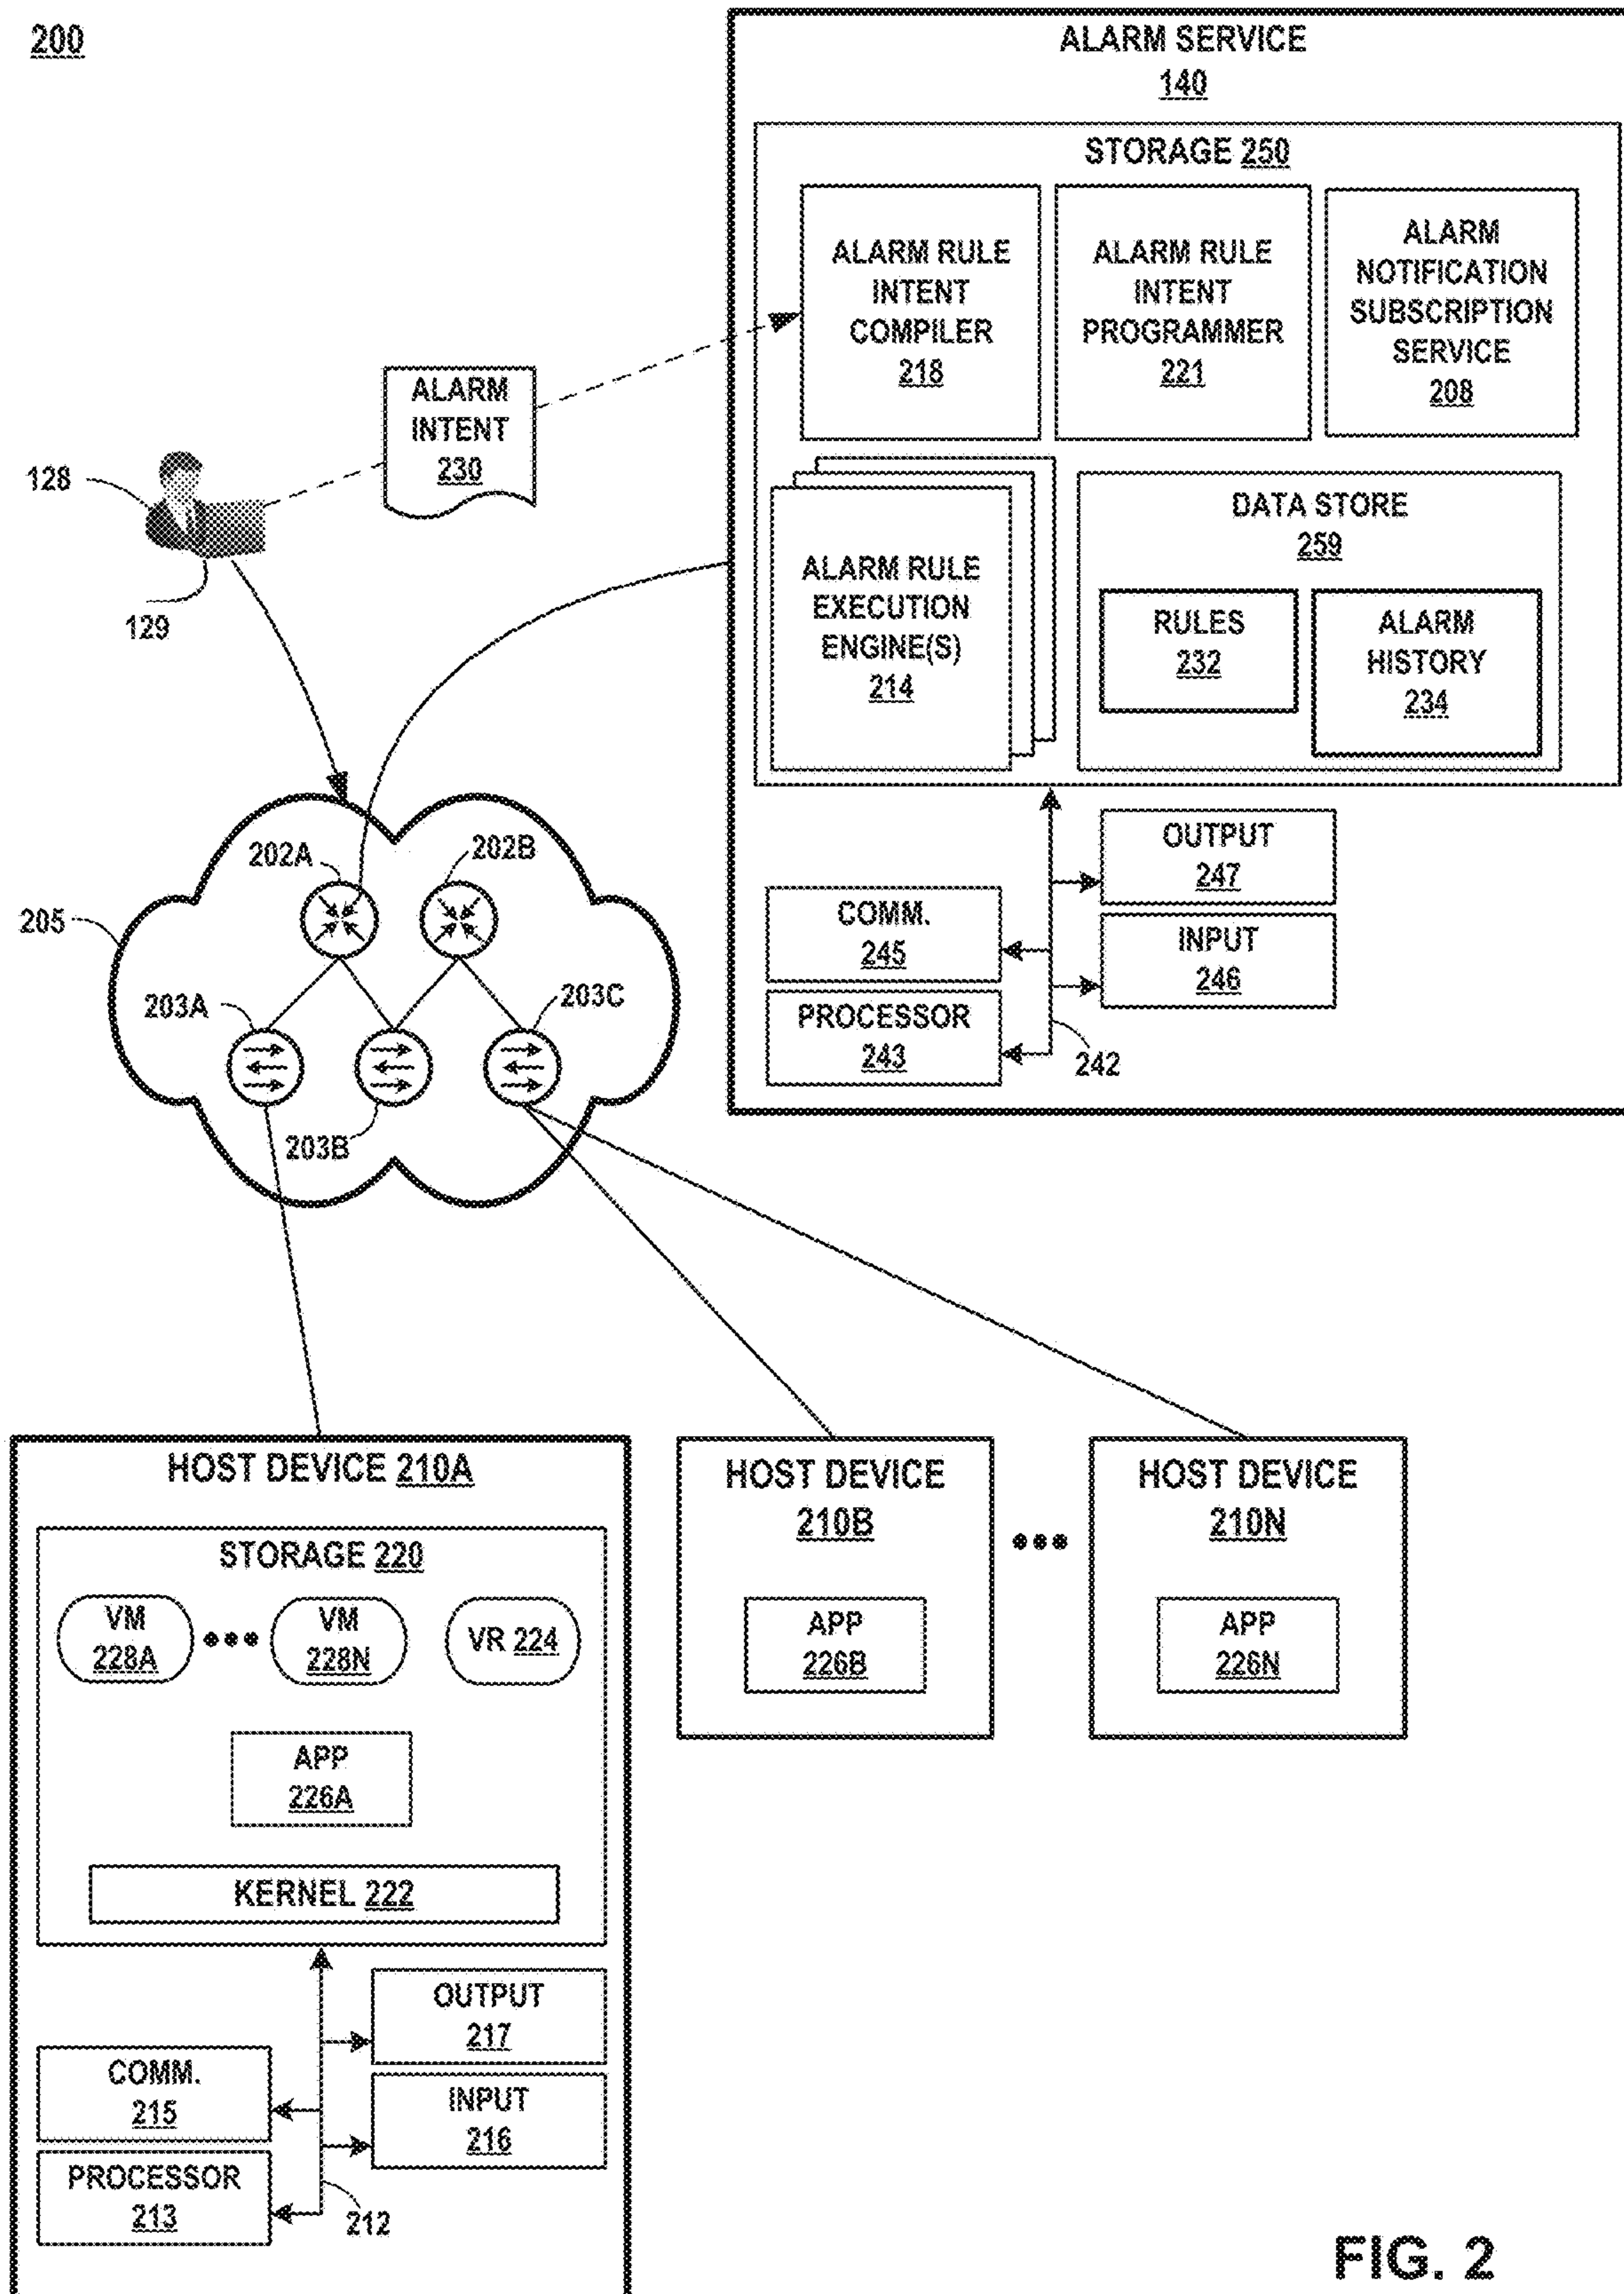 200
ALARM SERVICE
140
STORAGE 250
ALARM RULE
INTENT
COMPILER
218
ALARM RULE
INTENT
PROGRAMMER
221
ALARM
NOTIFICATION
SUBSCRIPTION
SERVICE
208
ALARM
INTENT
230
128
129
ALARM RULE
EXECUTION
ENGINE(S)
214
DATA STORE
259
RULES
232
ALARM
HISTORY
234
OUTPUT
247
COMM.
245
INPUT
246
PROCESSOR
243
242
205
202A
202B
203A
203C
203B
HOST DEVICE 210A
STORAGE 220
VM
228A
•••
VM
228N
VR 224
APP
226A
KERNEL 222
OUTPUT
217
COMM.
215
INPUT
216
PROCESSOR
213
212
HOST DEVICE
210B
APP
226B
•••
HOST DEVICE
210N
APP
226N
FIG. 2